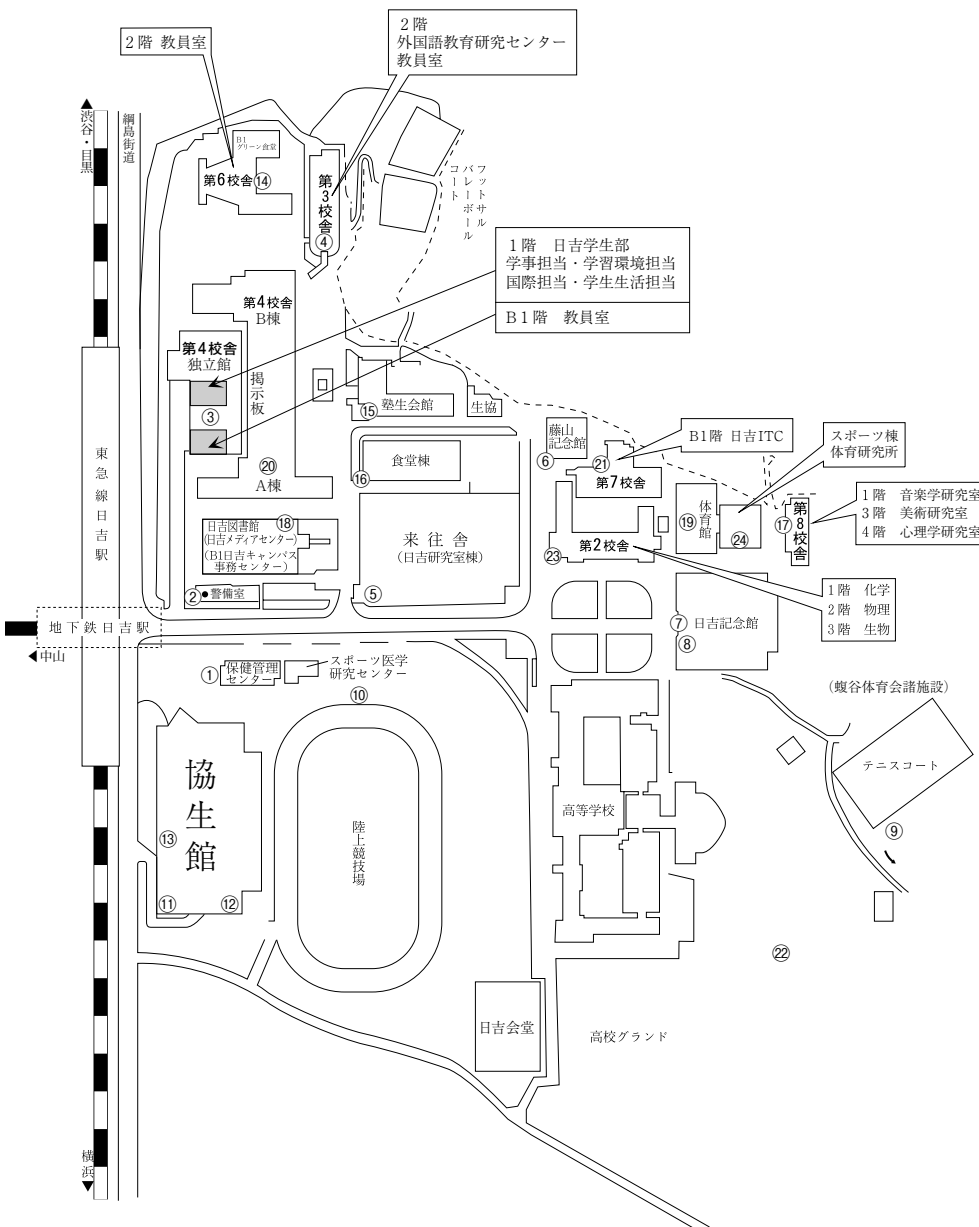 2階 教員室
2階
外国語教育研究センター
教員室
渋谷・目黒
綱島街道
B1
グリーン食堂
第6校舎⑭
第3校舎
④
フットサル
バレーボール
コート
1階 日吉学生部
学事担当・学習環境担当
国際担当・学生生活担当
B1階 教員室
第4校舎
B棟
第4校舎
独立館
掲示板
③
⑮
塾生会館
生協
藤山
記念館
⑥
B1階 日吉ITC
㉑
第7校舎
スポーツ棟
体育研究所
東急線日吉駅
⑳
A棟
食堂棟
⑯
体育館
⑲
㉔
⑰
第8校舎
1階 音楽学研究室
3階 美術研究室
4階 心理学研究室
日吉図書館
⑱
(日吉メディアセンター)
(B1日吉キャンパス
事務センター)
来往舎
(日吉研究室棟)
第2校舎
㉓
1階 化学
2階 物理
3階 生物
②
警備室
⑤
⑦
日吉記念館
⑧
地下鉄日吉駅
中山
①
保健管理
センター
スポーツ医学
研究センター
⑩
(蝮谷体育会諸施設)
テニスコート
⑨
協生館
⑬
⑪
⑫
陸上競技場
高等学校
㉒
日吉会堂
高校グランド
横浜